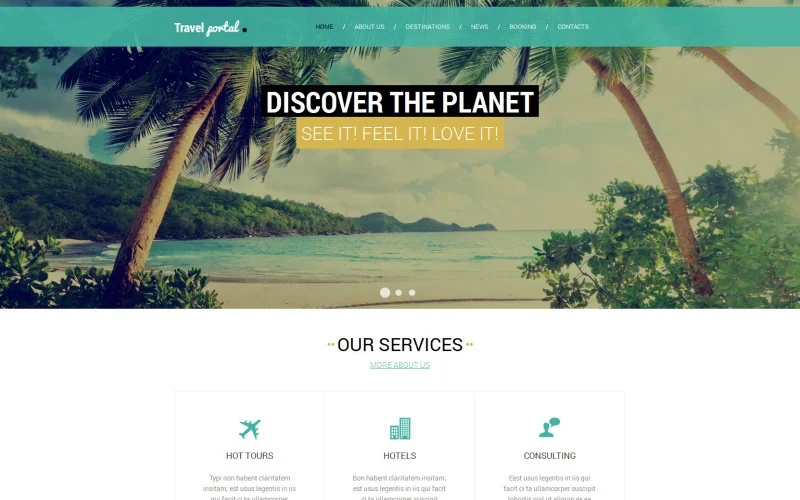 Travel portal.
HOME / ABOUT US / DESTINATIONS / NEWS / BOOKING / CONTACTS
DISCOVER THE PLANET
SEE IT! FEEL IT! LOVE IT!
OUR SERVICES
MORE ABOUT US
HOT TOURS
Typi non habent claritatem
insitam; est usus legentis in iis
qui facit ci ta ullamcorper
HOTELS
Bon habent claritatem insitam;
est usus legentis in iis qui facit
ci ta ullamcorper suscipit
CONSULTING
Eest usus legentis in iis qui
facit ci ta ullamcorper suscipit
lobortis nisl ut aliquip ex ea